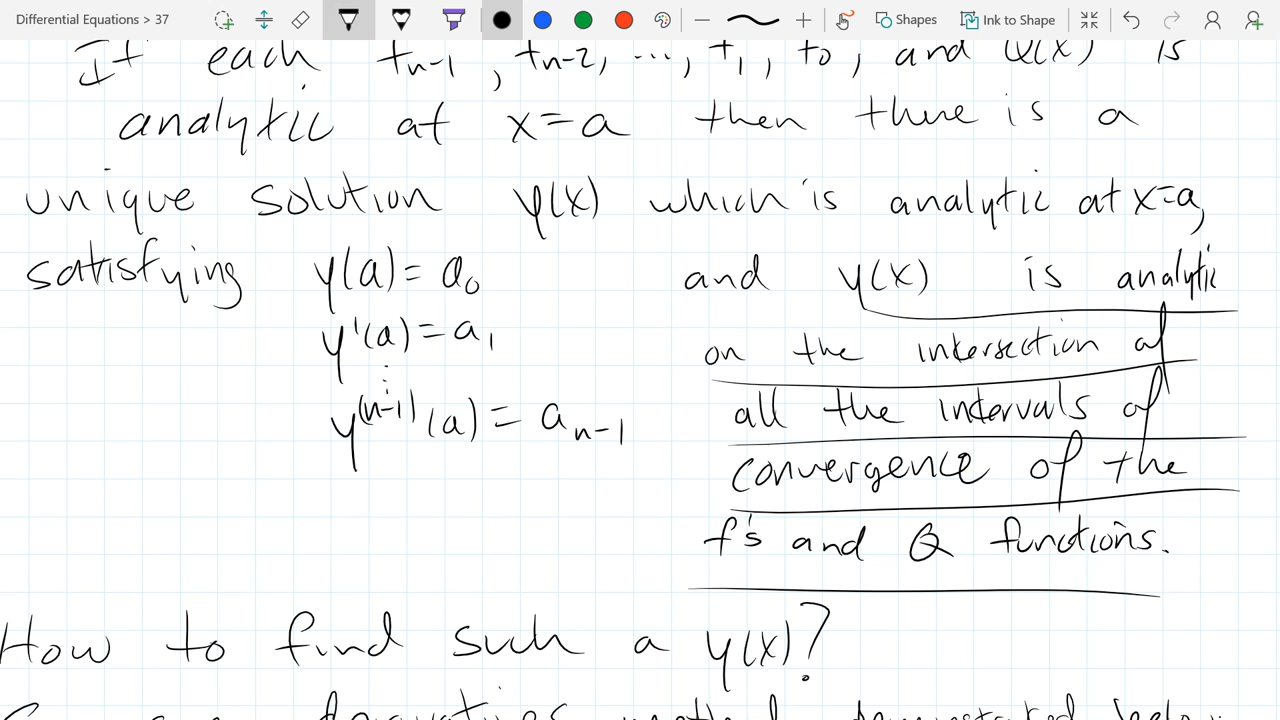 Differential Equations > 37
Shapes
Ink to Shape
If each fn-1, fn-2, ..., f1, f0, and Q(x) is
analytic at x=a then there is a
unique solution y(x) which is analytic at x=a,
satisfying y(a)=a0
y'(a)=a1
⋮
y^(n-1)(a)=a n-1
and y(x) is analytic
on the intersection of
all the intervals of
convergence of the
f's and Q functions.
How to find such a y(x)?